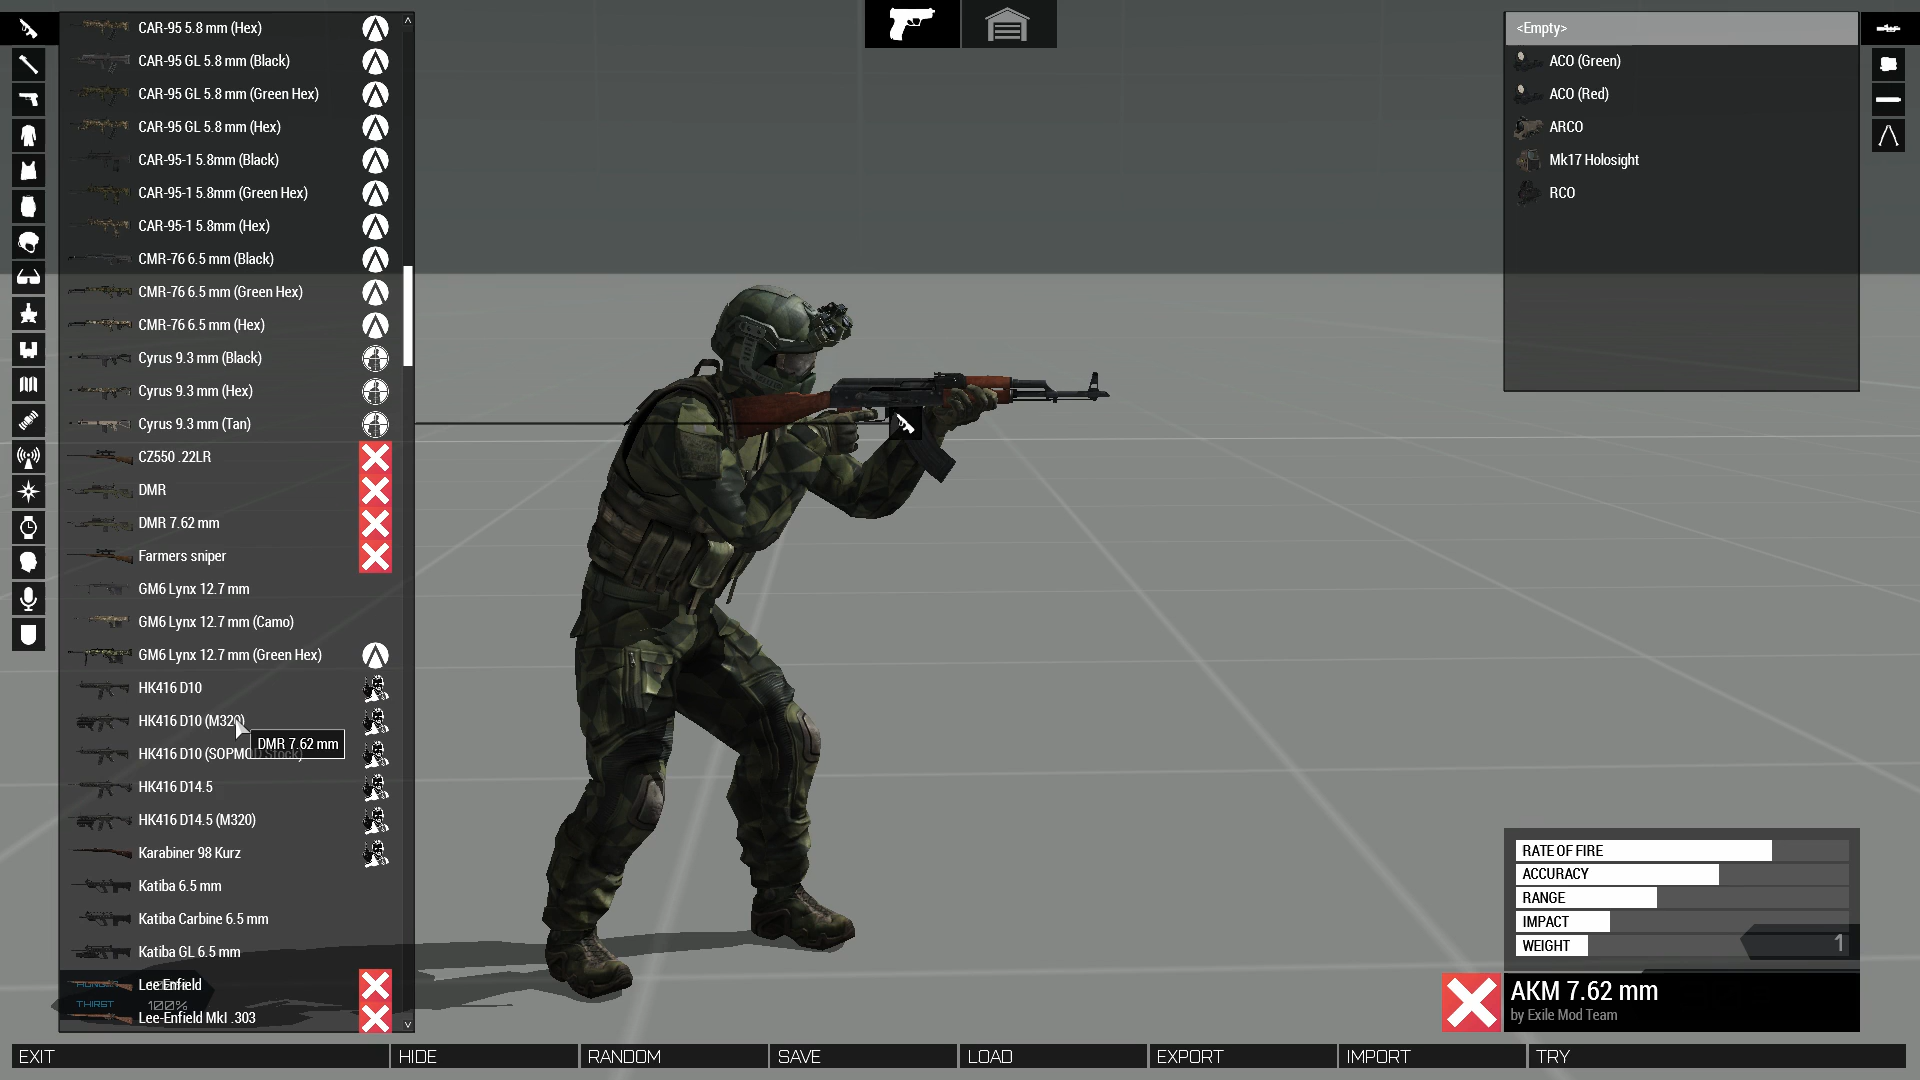 CAR-95 5.8 mm (Hex)
CAR-95 GL 5.8 mm (Black)
CAR-95 GL 5.8 mm (Green Hex)
CAR-95 GL 5.8 mm (Hex)
CAR-95-1 5.8mm (Black)
CAR-95-1 5.8mm (Green Hex)
CAR-95-1 5.8mm (Hex)
CMR-76 6.5 mm (Black)
CMR-76 6.5 mm (Green Hex)
CMR-76 6.5 mm (Hex)
Cyrus 9.3 mm (Black)
Cyrus 9.3 mm (Hex)
Cyrus 9.3 mm (Tan)
CZ550 .22LR
DMR
DMR 7.62 mm
Farmers sniper
GM6 Lynx 12.7 mm
GM6 Lynx 12.7 mm (Camo)
GM6 Lynx 12.7 mm (Green Hex)
HK416 D10
HK416 D10 (M320)
DMR 7.62 mm
HK416 D10 (SOPMOD Stock)
HK416 D14.5
HK416 D14.5 (M320)
Karabiner 98 Kurz
Katiba 6.5 mm
Katiba Carbine 6.5 mm
Katiba GL 6.5 mm
Lee Enfield
THIRST 100%
Lee-Enfield MkI .303
<Empty>
ACO (Green)
ACO (Red)
ARCO
Mk17 Holosight
RCO
RATE OF FIRE
ACCURACY
RANGE
IMPACT
WEIGHT
1
AKM 7.62 mm
by Exile Mod Team
EXIT HIDE RANDOM SAVE LOAD EXPORT IMPORT TRY